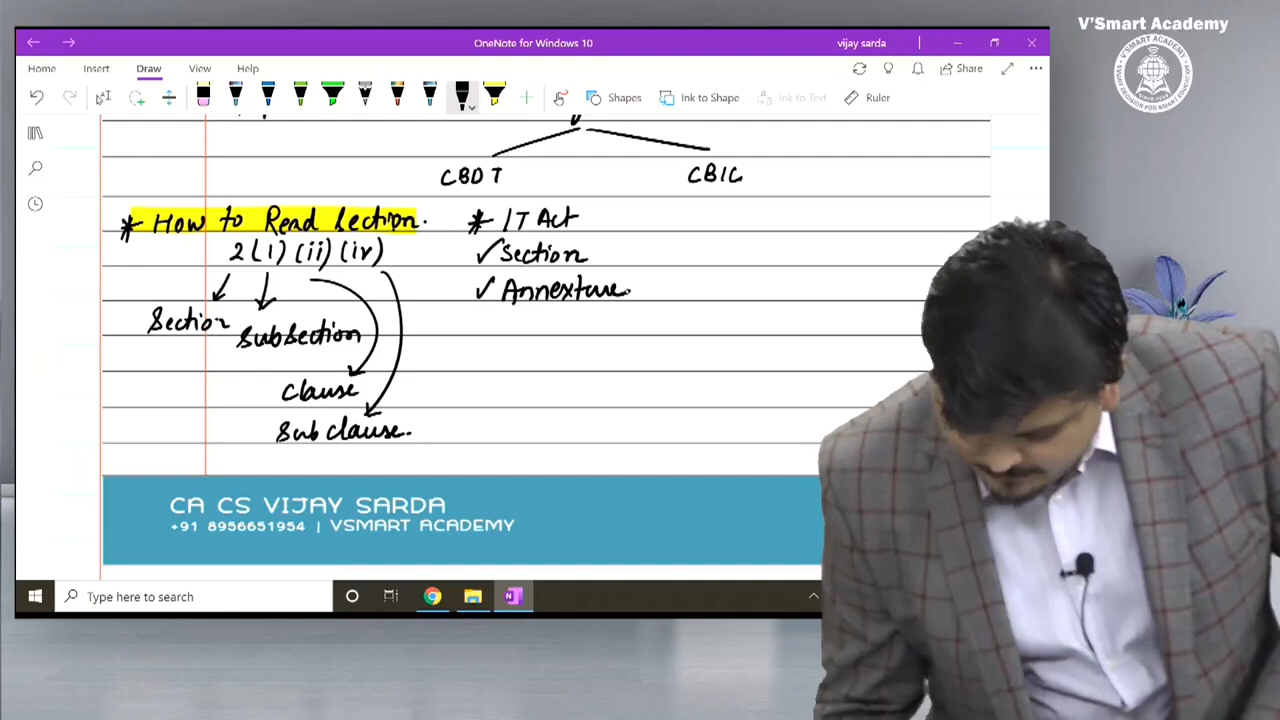 V'Smart Academy
OneNote for Windows 10
vijay sarda
Home Insert Draw View Help
Share
Shapes
Ink to Shape
Ink to Text
Ruler
CBDT
CBIC
* How to Read Section.
2(i) (ii) (iv)
Section
Subsection
Clause
Sub clause.
* IT Act
✓ Section
✓ Annexture
CA CS VIJAY SARDA
+91 8956651954 | VSMART ACADEMY
Type here to search